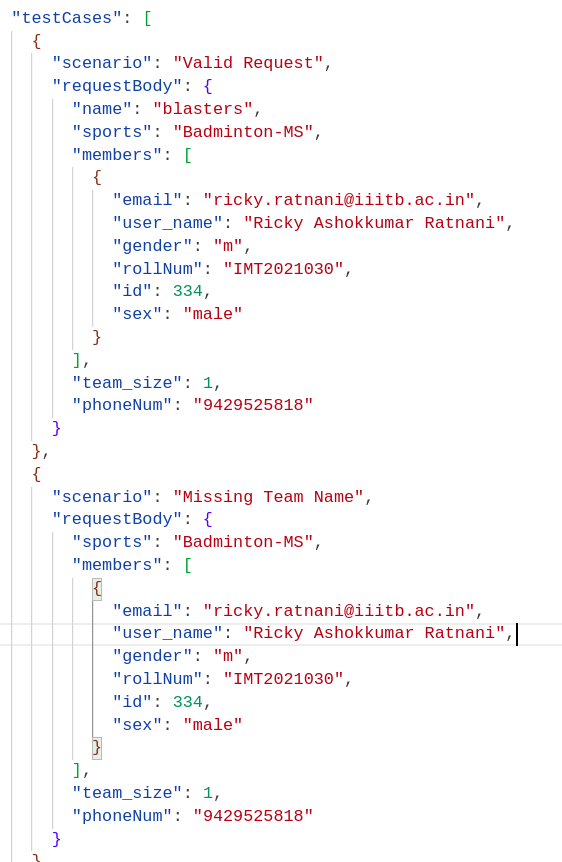 "testCases": [
{
"scenario": "Valid Request",
"requestBody": {
"name": "blasters",
"sports": "Badminton-MS",
"members": [
{
"email": "ricky.ratnani@iiitb.ac.in",
"user_name": "Ricky Ashokkumar Ratnani",
"gender": "m",
"rollNum": "IMT2021030",
"id": 334,
"sex": "male"
}
],
"team_size": 1,
"phoneNum": "9429525818"
}
},
{
"scenario": "Missing Team Name",
"requestBody": {
"sports": "Badminton-MS",
"members": [
{
"email": "ricky.ratnani@iiitb.ac.in",
"user_name": "Ricky Ashokkumar Ratnani",
"gender": "m",
"rollNum": "IMT2021030",
"id": 334,
"sex": "male"
}
],
"team_size": 1,
"phoneNum": "9429525818"
}
}